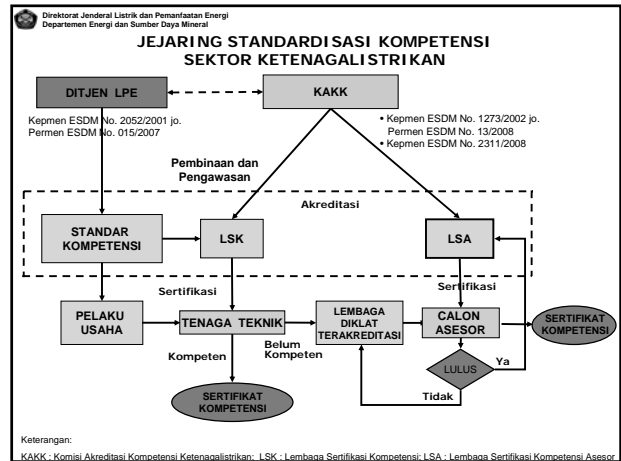 Direktorat Jenderal Listrik dan Pemanfaatan Energi
Departemen Energi dan Sumber Daya Mineral
JEJARING STANDARDISASI KOMPETENSI
SEKTOR KETENAGALISTRIKAN
DITJEN LPE
KAKK
Kepmen ESDM No. 2052/2001 jo.
Permen ESDM No. 015/2007
• Kepmen ESDM No. 1273/2002 jo.
Permen ESDM No. 13/2008
• Kepmen ESDM No. 2311/2008
Pembinaan dan
Pengawasan
Akreditasi
STANDAR
KOMPETENSI
LSK
LSA
Sertifikasi
Sertifikasi
PELAKU
USAHA
TENAGA TEKNIK
LEMBAGA
DIKLAT
TERAKREDITASI
CALON
ASESOR
SERTIFIKAT
KOMPETENSI
Kompeten
Belum
Kompeten
LULUS
Ya
Tidak
SERTIFIKAT
KOMPETENSI
Keterangan:
KAKK : Komisi Akreditasi Kompetensi Ketenagalistrikan; LSK : Lembaga Sertifikasi Kompetensi; LSA : Lembaga Sertifikasi Kompetensi Asesor